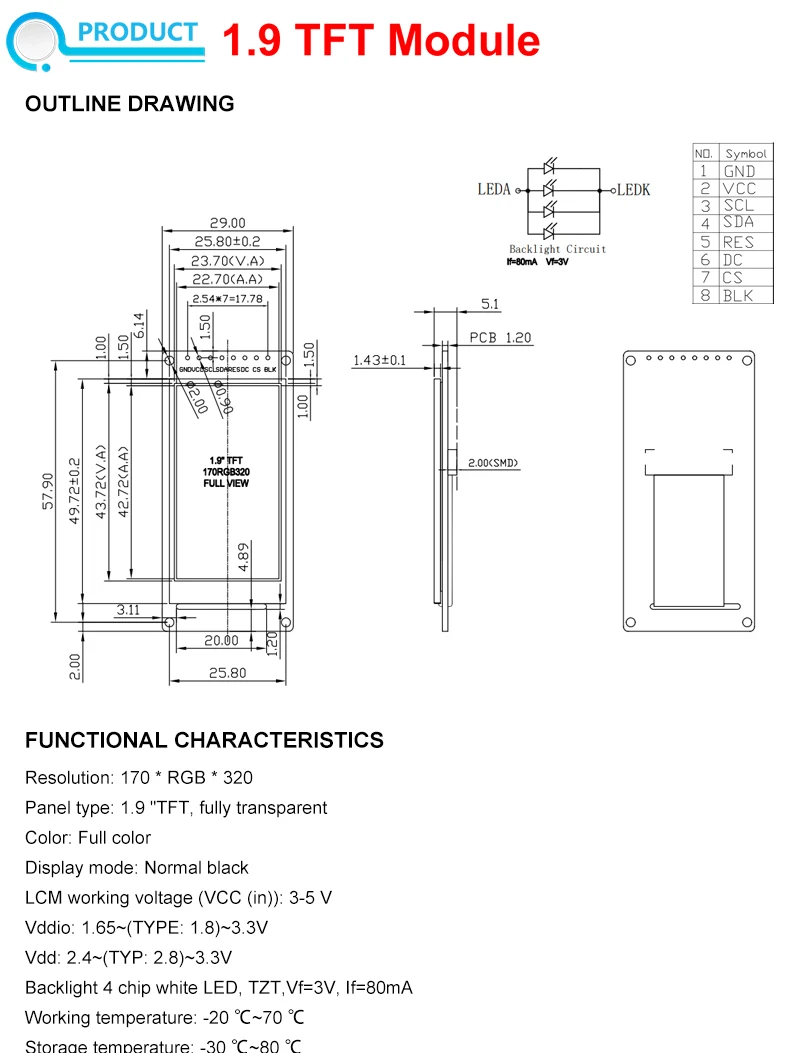 PRODUCT 1.9 TFT Module
OUTLINE DRAWING
LEDA LEDK
Backlight Circuit
If=80mA Vf=3V
NO. Symbol
1 GND
2 VCC
3 SCL
4 SDA
5 RES
6 DC
7 CS
8 BLK
29.00
25.80±0.2
23.70(V.A)
22.70(A.A)
2.54*7=17.78
6.14
1.50
1.00
1.50
1.50
GNDVCCSCLSDARESDC CS BLK
Ø2.00
Ø0.90
1.00
1.9" TFT
170RGB320
FULL VIEW
57.90
49.72±0.2
43.72(V.A)
42.72(A.A)
4.89
3.11
20.00
1.20
2.00
25.80
5.1
PCB 1.20
1.43±0.1
2.00(SMD)
FUNCTIONAL CHARACTERISTICS
Resolution: 170 * RGB * 320
Panel type: 1.9 "TFT, fully transparent
Color: Full color
Display mode: Normal black
LCM working voltage (VCC (in)): 3-5 V
Vddio: 1.65~(TYPE: 1.8)~3.3V
Vdd: 2.4~(TYP: 2.8)~3.3V
Backlight 4 chip white LED, TZT,Vf=3V, If=80mA
Working temperature: -20 ℃~70 ℃
Storage temperature: -30 ℃~80 ℃